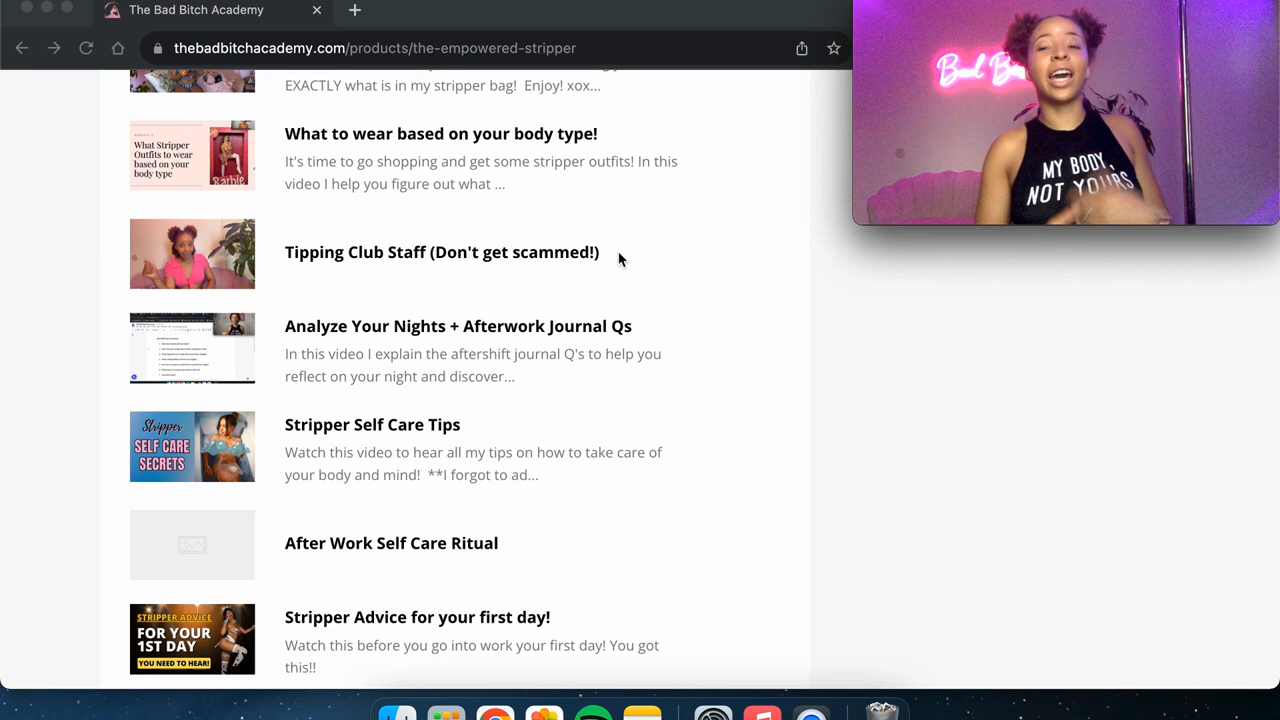 The Bad Bitch Academy
thebadbitchacademy.com/products/the-empowered-stripper
EXACTLY what is in my stripper bag! Enjoy! xox...
What Stripper
Outfits to wear
based on your
body type
Barbie
What to wear based on your body type!
It's time to go shopping and get some stripper outfits! In this
video I help you figure out what ...
Tipping Club Staff (Don't get scammed!)
Analyze Your Nights + Afterwork Journal Qs
In this video I explain the aftershift journal Q's to help you
reflect on your night and discover...
Stripper
SELF CARE
SECRETS
Stripper Self Care Tips
Watch this video to hear all my tips on how to take care of
your body and mind! **I forgot to ad...
After Work Self Care Ritual
STRIPPER ADVICE
FOR YOUR
1ST DAY
YOU NEED TO HEAR!
Stripper Advice for your first day!
Watch this before you go into work your first day! You got
this!!
Bad
MY BODY,
NOT YOURS